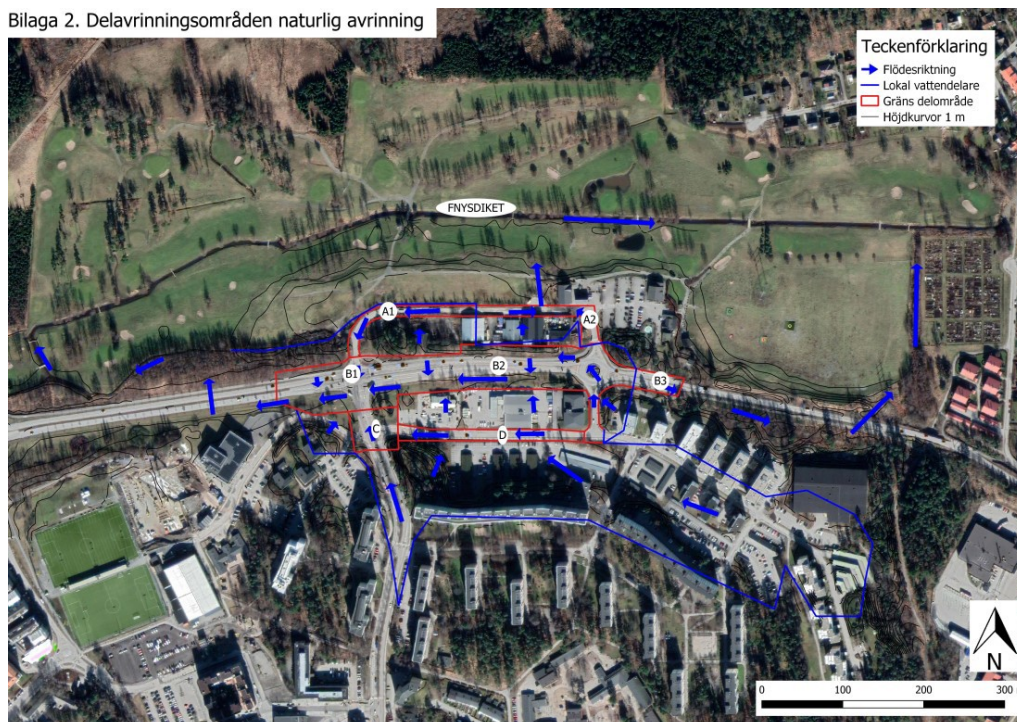 Bilaga 2. Delavrinningsområden naturlig avrinning
Teckenförklaring
Flödesriktning
Lokal vattendelare
Gräns delområde
Höjdkurvor 1 m
FNYSDIKET
A1
A2
B1
B2
B3
C
D
N
0 100 200 300 m